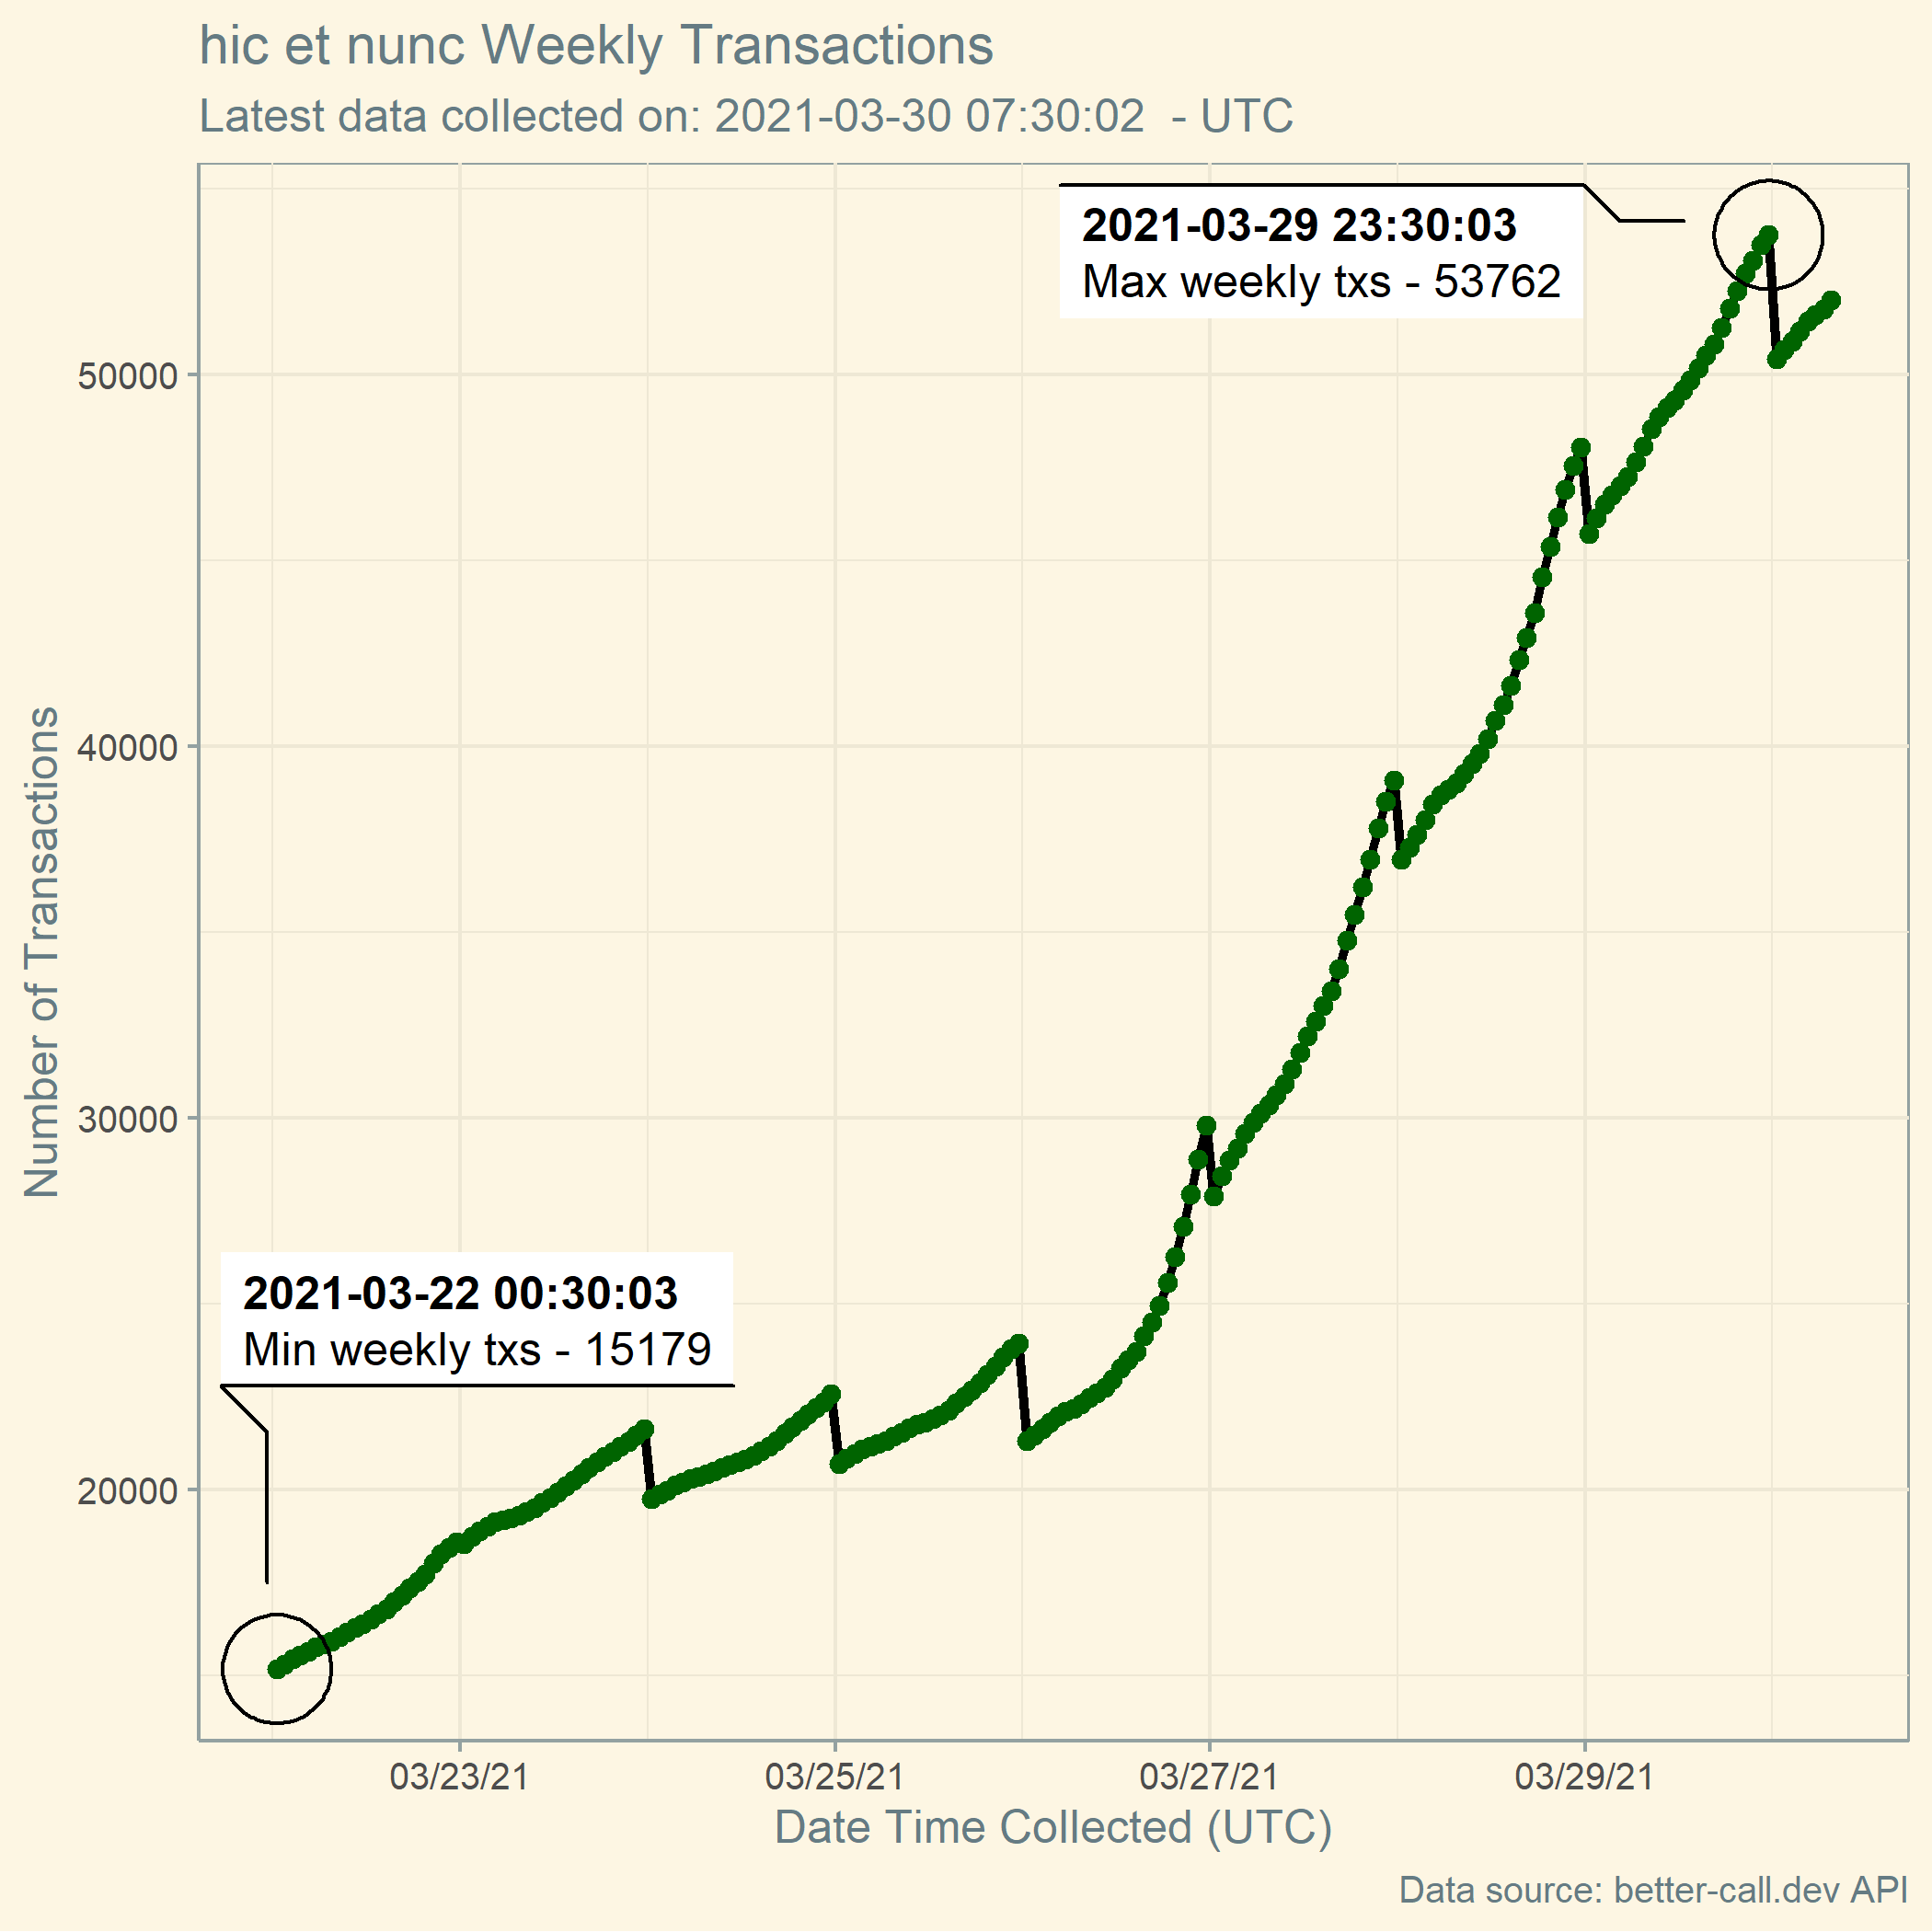 hic et nunc Weekly Transactions
Latest data collected on: 2021-03-30 07:30:02  - UTC
2021-03-29 23:30:03
Max weekly txs - 53762
50000
40000
30000
20000
Number of Transactions
2021-03-22 00:30:03
Min weekly txs - 15179
03/23/21
03/25/21
03/27/21
03/29/21
Date Time Collected (UTC)
Data source: better-call.dev API